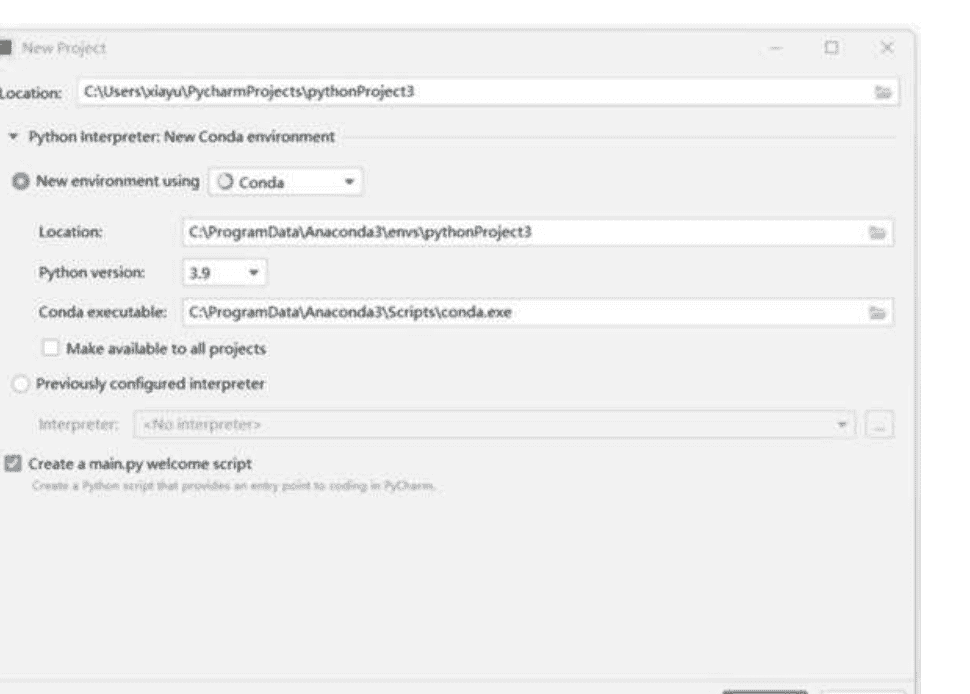 New Project
Location: C:\Users\xiayu\PycharmProjects\pythonProject3
Python Interpreter: New Conda environment
New environment using Conda
Location: C:\ProgramData\Anaconda3\envs\pythonProject3
Python version: 3.9
Conda executable: C:\ProgramData\Anaconda3\Scripts\conda.exe
Make available to all projects
Previously configured interpreter
Interpreter: <No interpreter> ...
Create a main.py welcome script
Create a Python script that provides an entry point to coding in PyCharm.